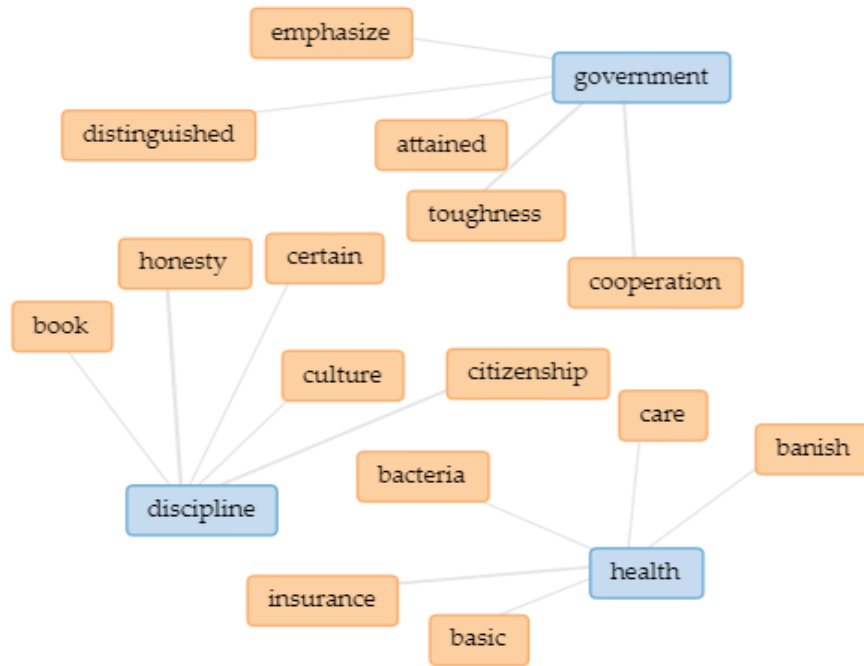 emphasize
government
distinguished
attained
toughness
honesty
certain
cooperation
book
culture
citizenship
care
banish
bacteria
discipline
health
insurance
basic